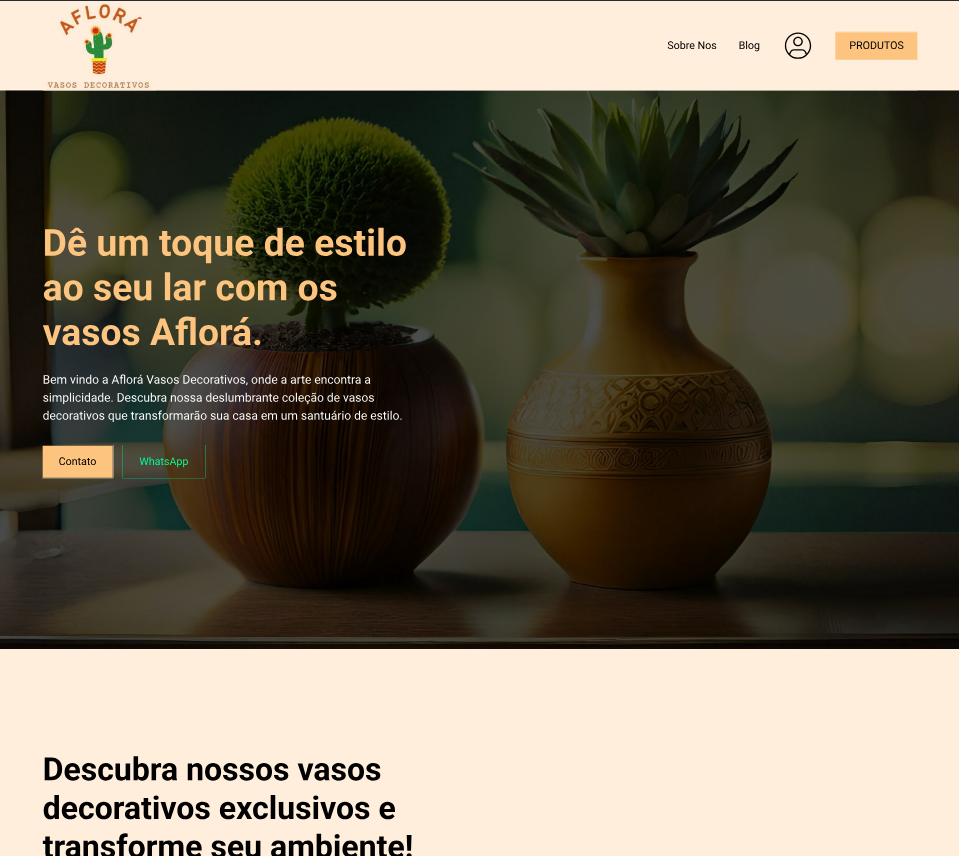 AFLORÁ
VASOS DECORATIVOS
Sobre Nos
Blog
PRODUTOS
Dê um toque de estilo
ao seu lar com os
vasos Aflorá.
Bem vindo a Aflorá Vasos Decorativos, onde a arte encontra a
simplicidade. Descubra nossa deslumbrante coleção de vasos
decorativos que transformarão sua casa em um santuário de estilo.
Contato
WhatsApp
Descubra nossos vasos
decorativos exclusivos e
transforme seu ambiente!